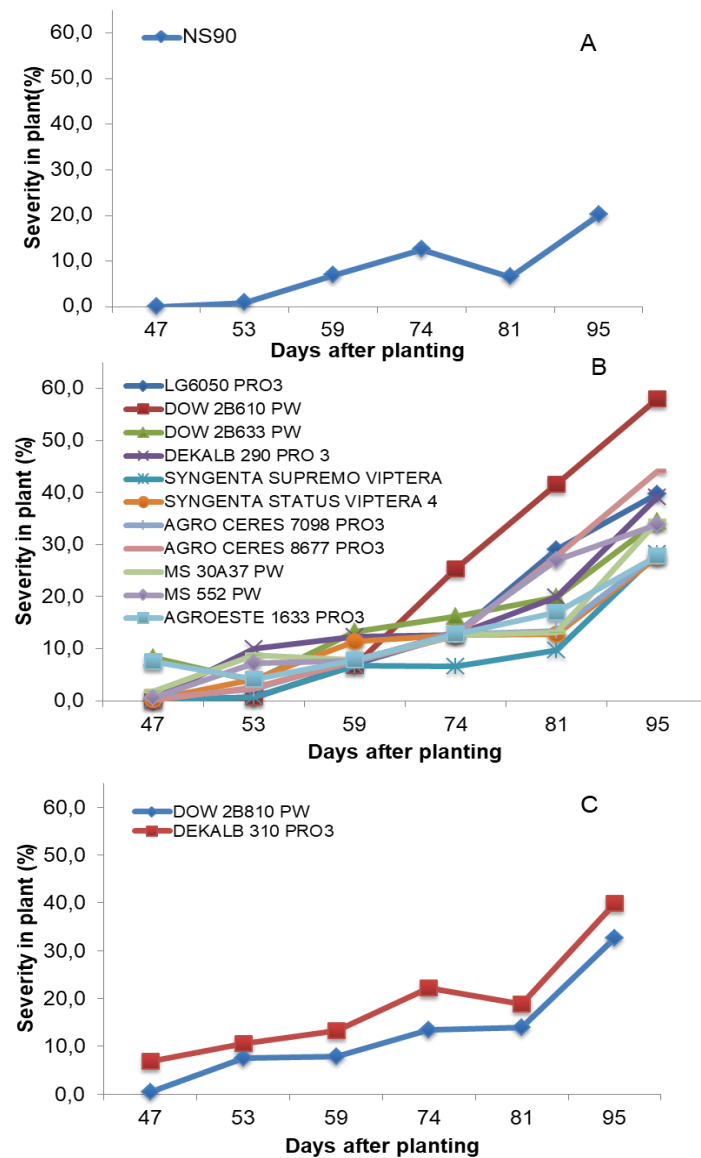 A
NS90
60,0
50,0
40,0
30,0
20,0
10,0
0,0
Severity in plant(%)
47 53 59 74 81 95
Days after planting
B
LG6050 PRO3
DOW 2B610 PW
DOW 2B633 PW
DEKALB 290 PRO 3
SYNGENTA SUPREMO VIPTERA
SYNGENTA STATUS VIPTERA 4
AGRO CERES 7098 PRO3
AGRO CERES 8677 PRO3
MS 30A37 PW
MS 552 PW
AGROESTE 1633 PRO3
60,0
50,0
40,0
30,0
20,0
10,0
0,0
Severity in plant (%)
47 53 59 74 81 95
Days after planting
C
DOW 2B810 PW
DEKALB 310 PRO3
60,0
50,0
40,0
30,0
20,0
10,0
0,0
Severity in plant (%)
47 53 59 74 81 95
Days after planting